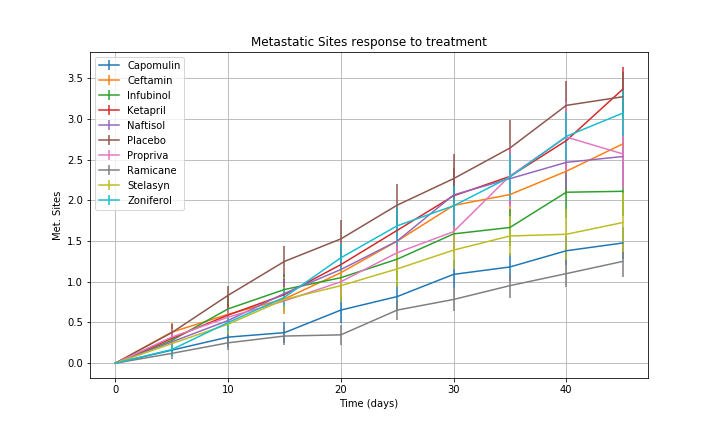 Metastatic Sites response to treatment
Capomulin
Ceftamin
Infubinol
Ketapril
Naftisol
Placebo
Propriva
Ramicane
Stelasyn
Zoniferol
Met. Sites
3.5
3.0
2.5
2.0
1.5
1.0
0.5
0.0
0
10
20
30
40
Time (days)